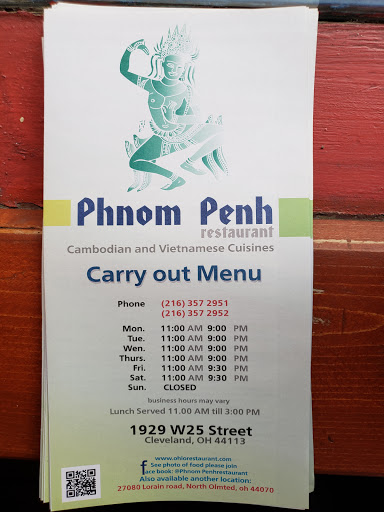 Phnom Penh
restaurant
Cambodian and Vietnamese Cuisines
Carry out Menu
Phone (216) 357 2951
(216) 357 2952
Mon. 11:00 AM 9:00 PM
Tue. 11:00 AM 9:00 PM
Wen. 11:00 AM 9:00 PM
Thurs. 11:00 AM 9:00 PM
Fri. 11:00 AM 9:30 PM
Sat. 11:00 AM 9:30 PM
Sun. CLOSED
business hours may vary
Lunch Served 11.00 AM till 3:00 PM
1929 W25 Street
Cleveland, OH 44113
www.ohiorestaurant.com
See photo of food please join
face book: @Phnom Penhrestaurant
Also available another location:
27080 Lorain road, North Olmted, oh 44070